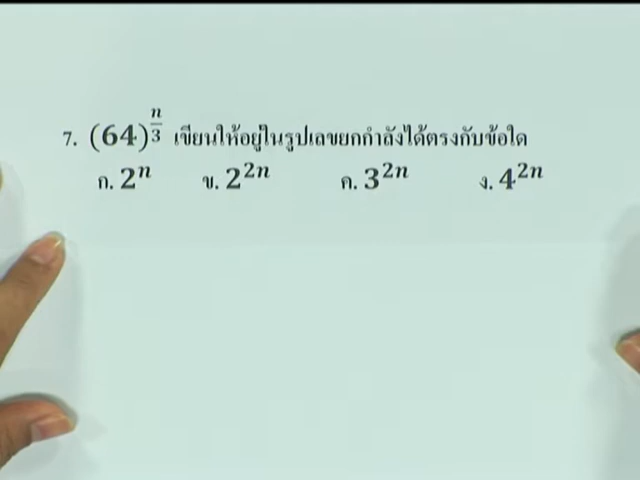 7. (64)^{\frac{n}{3}} เขียนให้อยู่ในรูปเลขยกกำลังได้ตรงกับข้อใด
ก. 2^n ข. 2^{2n} ค. 3^{2n} ง. 4^{2n}